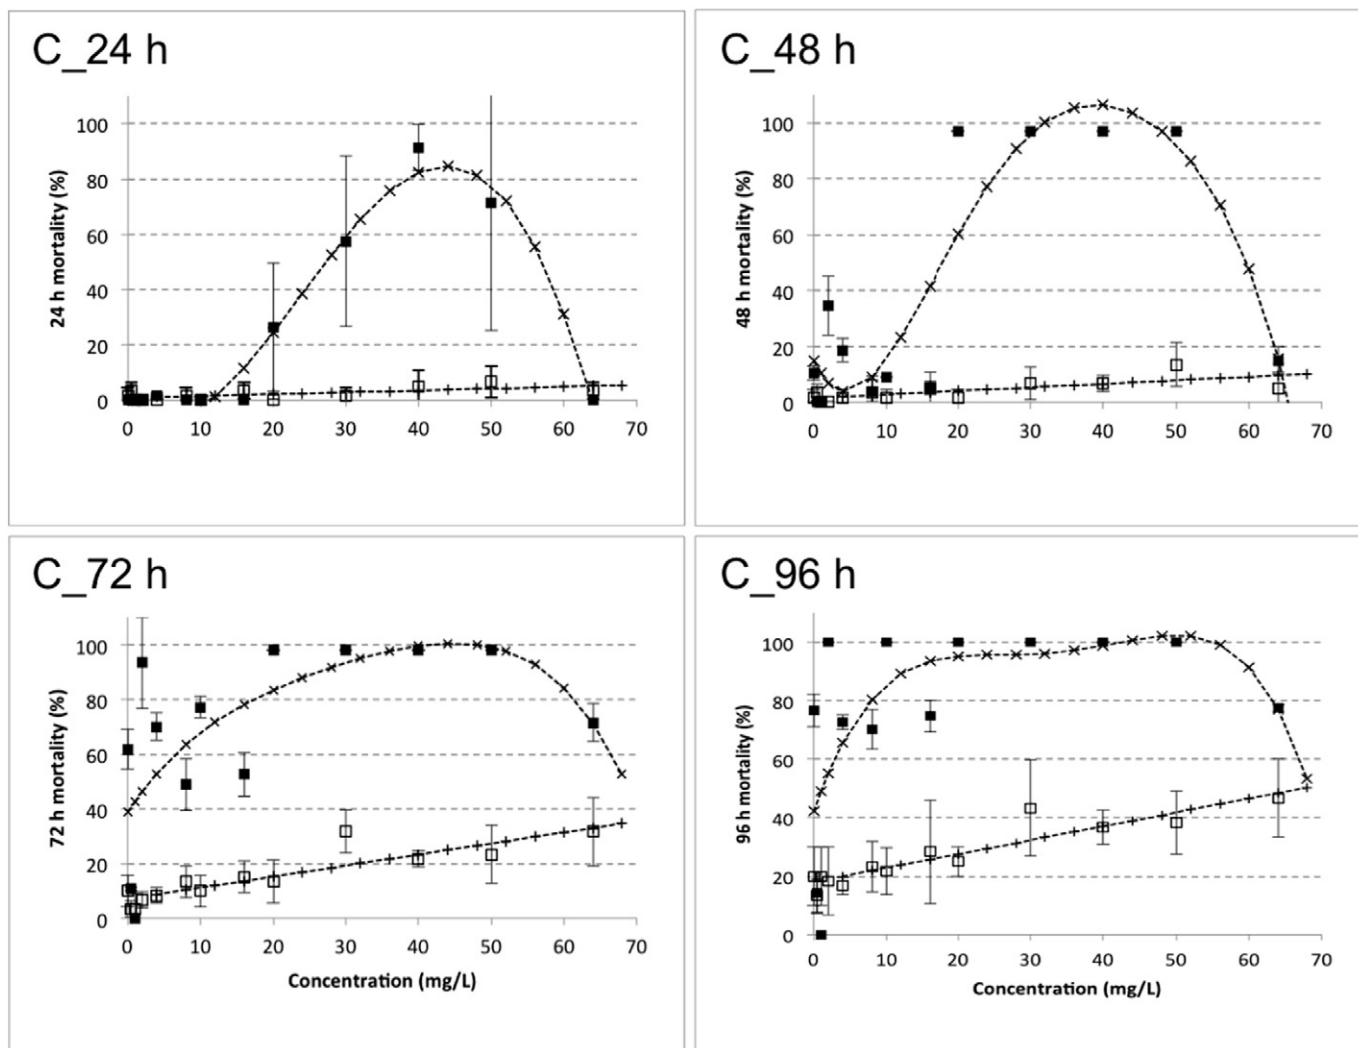 C_24 h
24 h mortality (%)
100
80
60
40
20
0
0 10 20 30 40 50 60 70
C_48 h
48 h mortality (%)
100
80
60
40
20
0
0 10 20 30 40 50 60 70
C_72 h
72 h mortality (%)
100
80
60
40
20
0
0 10 20 30 40 50 60 70
Concentration (mg/L)
C_96 h
96 h mortality (%)
100
80
60
40
20
0
0 10 20 30 40 50 60 70
Concentration (mg/L)